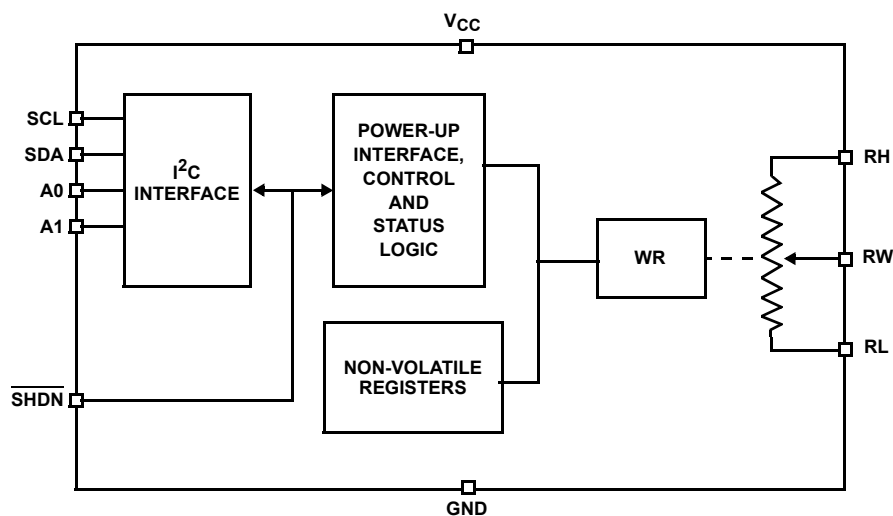 VCC
SCL
SDA
A0
A1
I2C
INTERFACE
POWER-UP
INTERFACE,
CONTROL
AND
STATUS
LOGIC
WR
RH
RW
RL
NON-VOLATILE
REGISTERS
SHDN
GND